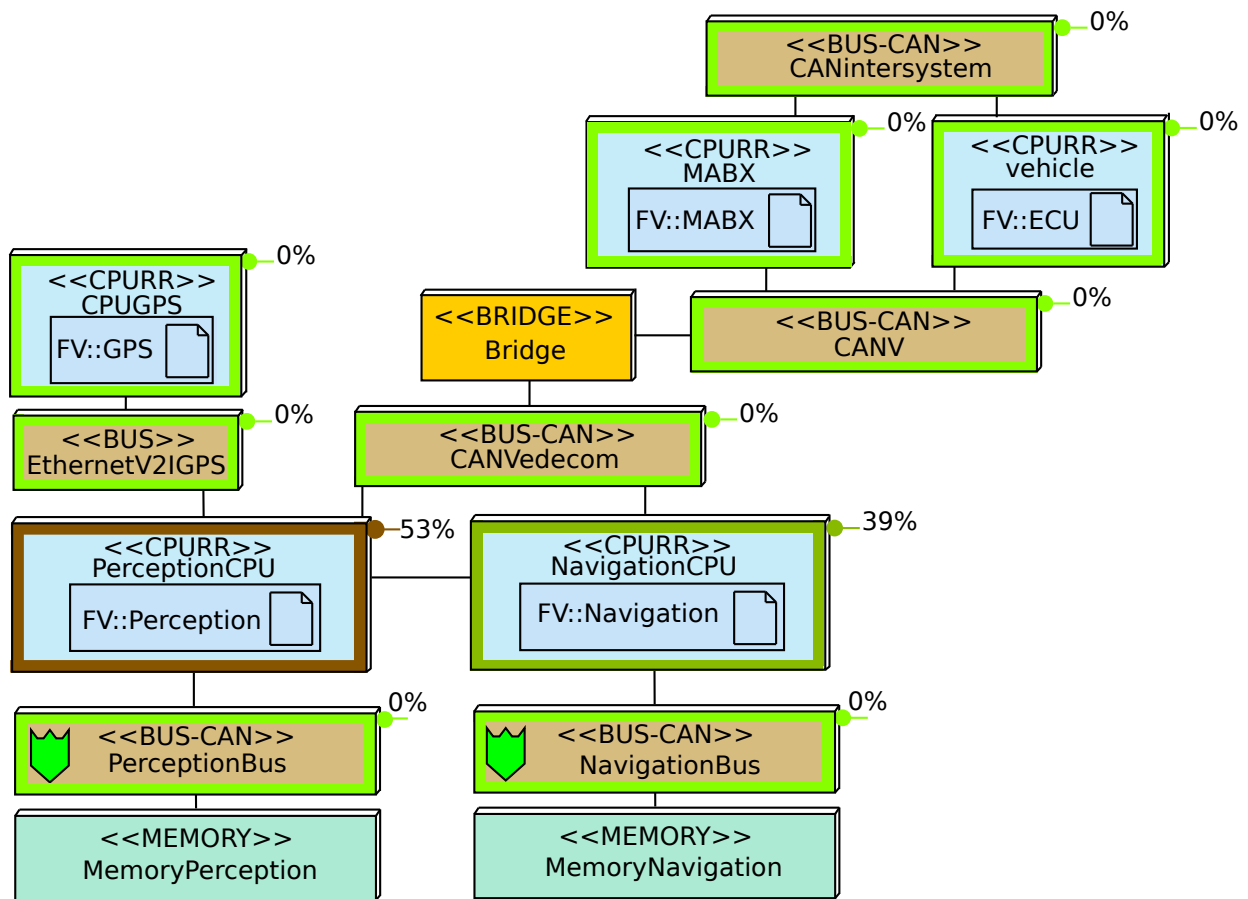 0%
<<BUS-CAN>>
CANintersystem
0%
<<CPURR>>
MABX
FV::MABX
0%
<<CPURR>>
vehicle
FV::ECU
0%
<<CPURR>>
CPUGPS
FV::GPS
<<BRIDGE>>
Bridge
0%
<<BUS-CAN>>
CANV
0%
<<BUS>>
EthernetV2IGPS
0%
<<BUS-CAN>>
CANVedecom
53%
<<CPURR>>
PerceptionCPU
FV::Perception
39%
<<CPURR>>
NavigationCPU
FV::Navigation
0%
<<BUS-CAN>>
PerceptionBus
0%
<<BUS-CAN>>
NavigationBus
<<MEMORY>>
MemoryPerception
<<MEMORY>>
MemoryNavigation